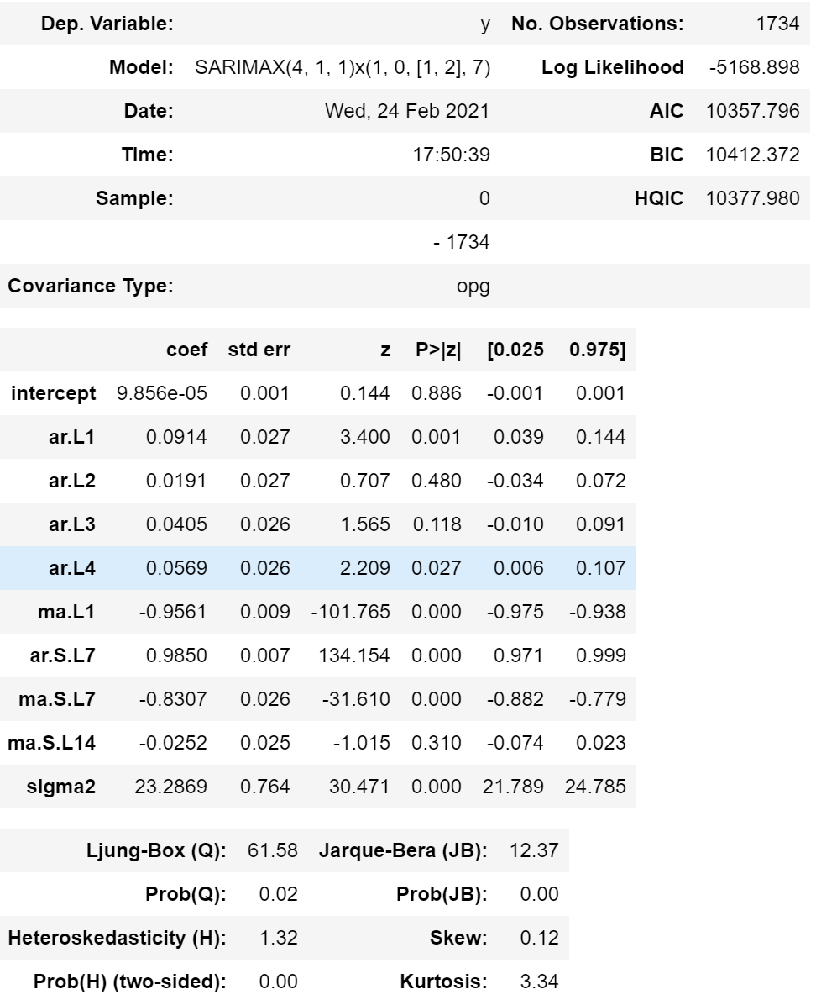 Dep. Variable: y No. Observations: 1734
Model: SARIMAX(4, 1, 1)x(1, 0, [1, 2], 7) Log Likelihood -5168.898
Date: Wed, 24 Feb 2021 AIC 10357.796
Time: 17:50:39 BIC 10412.372
Sample: 0 HQIC 10377.980
- 1734
Covariance Type: opg
coef std err z P>|z| [0.025 0.975]
intercept 9.856e-05 0.001 0.144 0.886 -0.001 0.001
ar.L1 0.0914 0.027 3.400 0.001 0.039 0.144
ar.L2 0.0191 0.027 0.707 0.480 -0.034 0.072
ar.L3 0.0405 0.026 1.565 0.118 -0.010 0.091
ar.L4 0.0569 0.026 2.209 0.027 0.006 0.107
ma.L1 -0.9561 0.009 -101.765 0.000 -0.975 -0.938
ar.S.L7 0.9850 0.007 134.154 0.000 0.971 0.999
ma.S.L7 -0.8307 0.026 -31.610 0.000 -0.882 -0.779
ma.S.L14 -0.0252 0.025 -1.015 0.310 -0.074 0.023
sigma2 23.2869 0.764 30.471 0.000 21.789 24.785
Ljung-Box (Q): 61.58 Jarque-Bera (JB): 12.37
Prob(Q): 0.02 Prob(JB): 0.00
Heteroskedasticity (H): 1.32 Skew: 0.12
Prob(H) (two-sided): 0.00 Kurtosis: 3.34